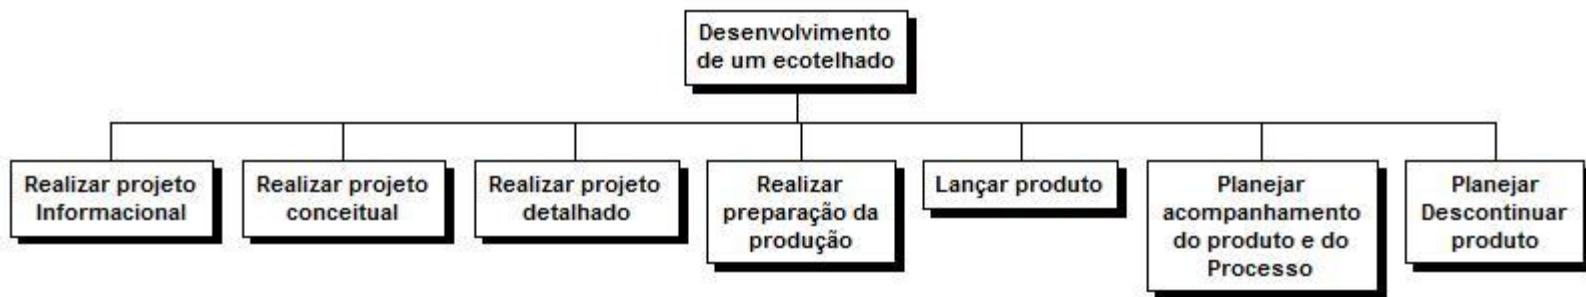 Desenvolvimento
de um ecotelhado
Realizar projeto
Informacional
Realizar projeto
conceitual
Realizar projeto
detalhado
Realizar
preparação da
produção
Lançar produto
Planejar
acompanhamento
do produto e do
Processo
Planejar
Descontinuar
produto